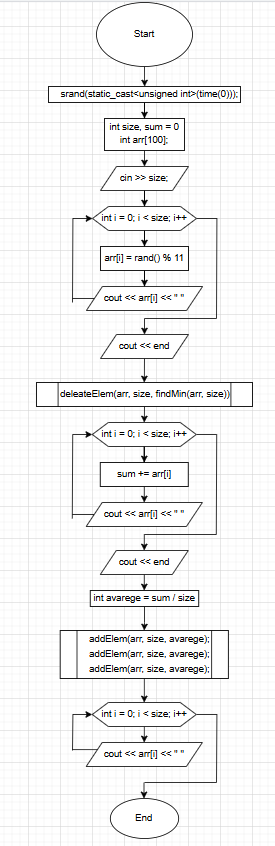 Start
srand(static_cast<unsigned int>(time(0)));
int size, sum = 0
int arr[100];
cin >> size;
int i = 0; i < size; i++
arr[i] = rand() % 11
cout << arr[i] << " "
cout << end
deleateElem(arr, size, findMin(arr, size))
int i = 0; i < size; i++
sum += arr[i]
cout << arr[i] << " "
cout << end
int avarege = sum / size
addElem(arr, size, avarege);
addElem(arr, size, avarege);
addElem(arr, size, avarege);
int i = 0; i < size; i++
cout << arr[i] << " "
End